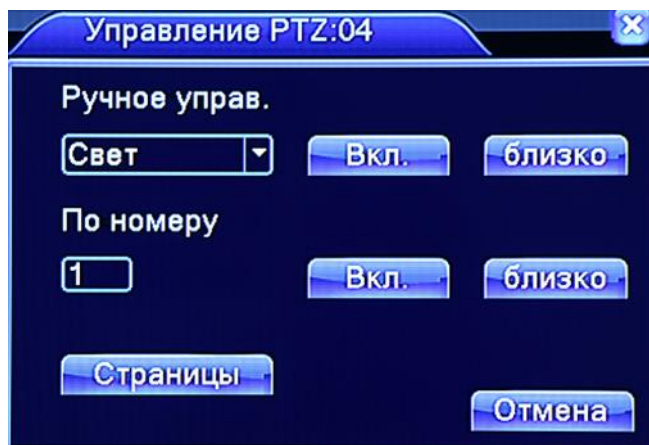 Управление PTZ:04
Ручное управ.
Свет Вкл. близко
По номеру
1 Вкл. близко
Страницы
Отмена